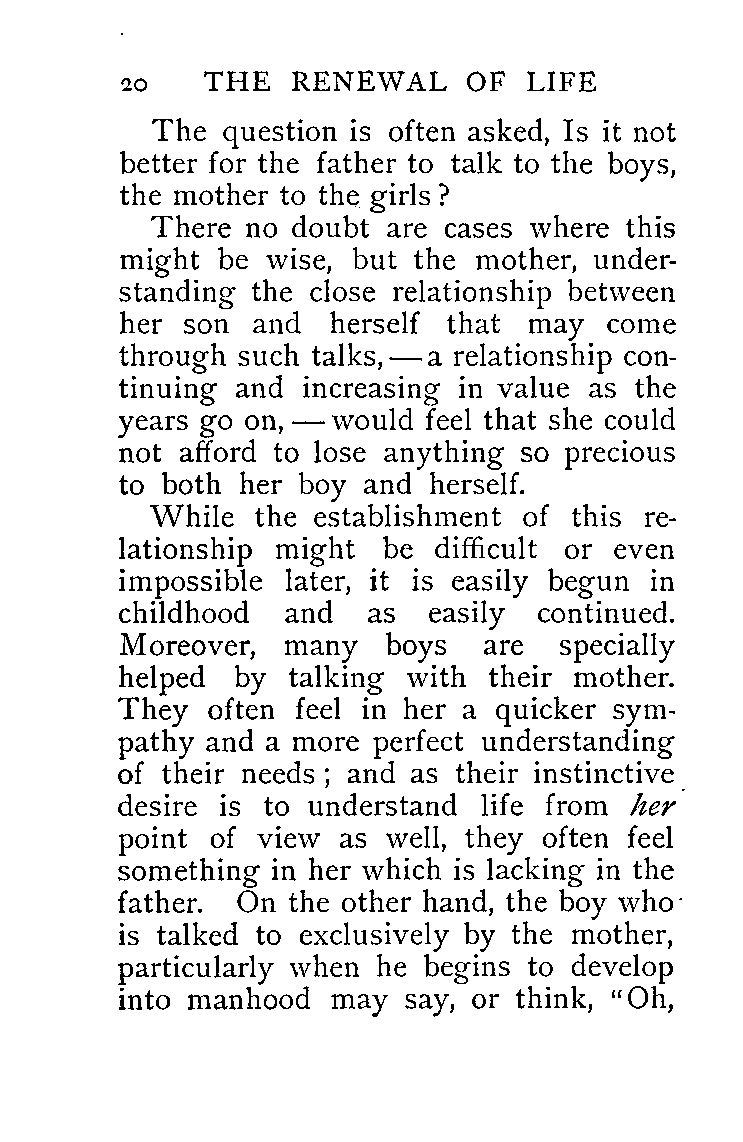 20 THE RENEWAL OF LIFE
The question is often asked, Is it not
better for the father to talk to the boys,
the mother to the girls ?
There no doubt are cases where this
might be wise, but the mother, under-
standing the close relationship between
her son and herself that may come
through such talks, — a relationship con-
tinuing and increasing in value as the
years go on, — would feel that she could
not afford to lose anything so precious
to both her boy and herself.
While the establishment of this re-
lationship might be difficult or even
impossible later, it is easily begun in
childhood and as easily continued.
Moreover, many boys are specially
helped by talking with their mother.
They often feel in her a quicker sym-
pathy and a more perfect understanding
of their needs ; and as their instinctive
desire is to understand life from her
point of view as well, they often feel
something in her which is lacking in the
father. On the other hand, the boy who
is talked to exclusively by the mother,
particularly when he begins to develop
into manhood may say, or think, “Oh,